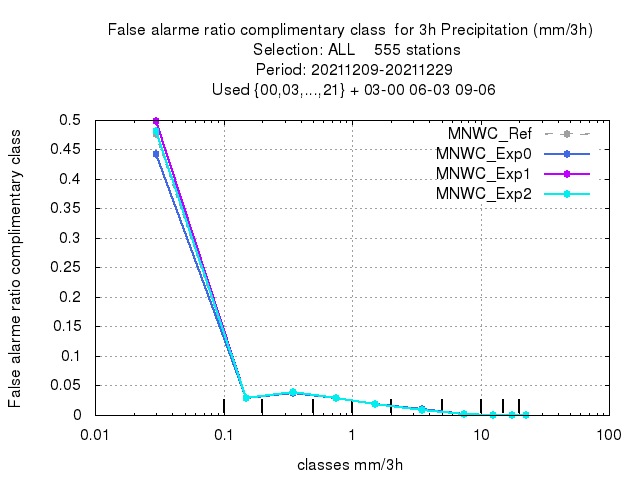 False alarme ratio complimentary class  for 3h Precipitation (mm/3h)
Selection: ALL    555 stations
Period: 20211209-20211229
Used {00,03,...,21} + 03-00 06-03 09-06
False alarme ratio complimentary class
0.5
0.45
0.4
0.35
0.3
0.25
0.2
0.15
0.1
0.05
0
MNWC_Ref
MNWC_Exp0
MNWC_Exp1
MNWC_Exp2
0.01 0.1 1 10 100
classes mm/3h